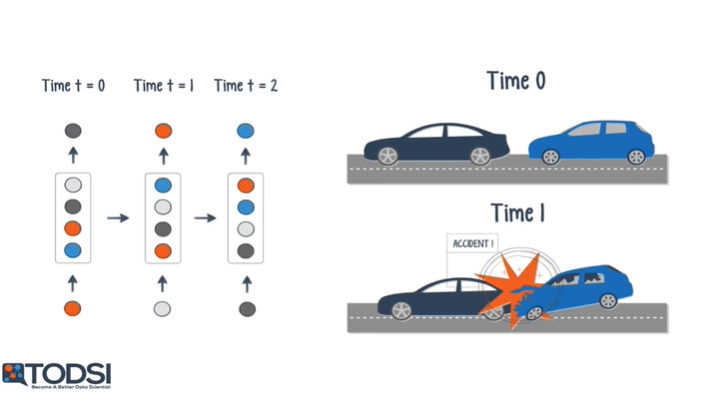 Time t = 0
Time t = 1
Time t = 2
Time 0
Time 1
ACCIDENT !
TODSI
Become A Better Data Scientist